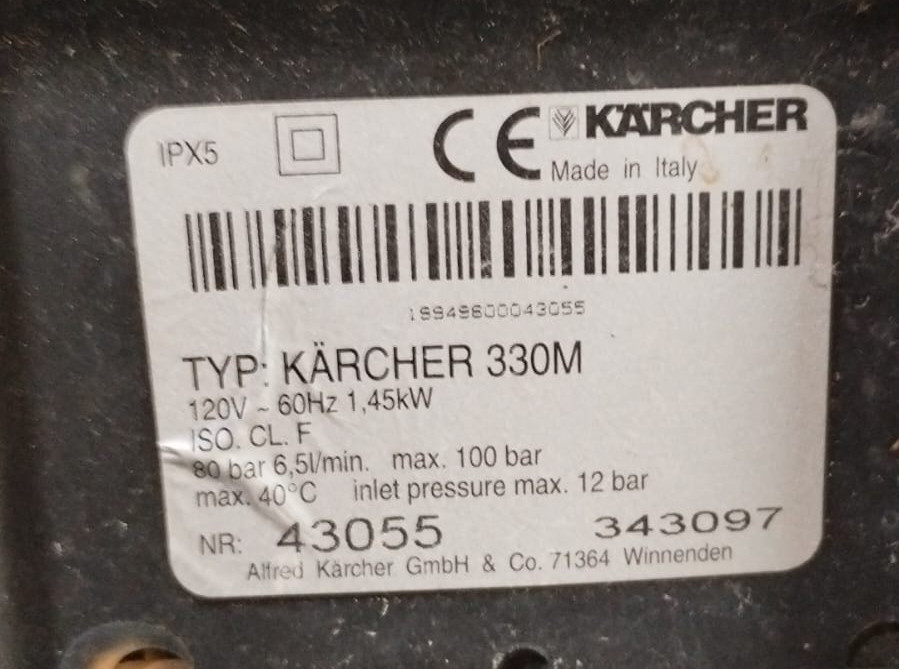 IPX5
CE
KÄRCHER
Made in Italy
19949600043055
TYP: KÄRCHER 330M
120V ~ 60Hz 1,45kW
ISO. CL. F
80 bar 6,5l/min. max. 100 bar
max. 40°C inlet pressure max. 12 bar
NR: 43055 343097
Alfred Kärcher GmbH & Co. 71364 Winnenden